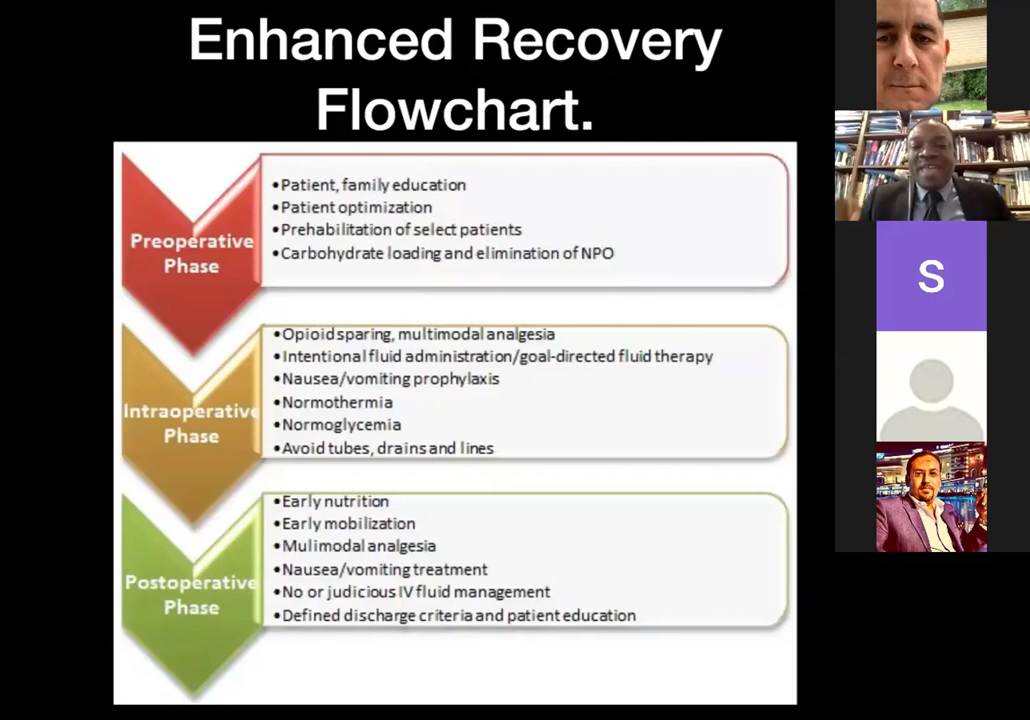 Enhanced Recovery
Flowchart.
Preoperative
Phase
•Patient, family education
•Patient optimization
•Prehabilitation of select patients
•Carbohydrate loading and elimination of NPO
Intraoperative
Phase
•Opioid sparing, multimodal analgesia
•Intentional fluid administration/goal-directed fluid therapy
•Nausea/vomiting prophylaxis
•Normothermia
•Normoglycemia
•Avoid tubes, drains and lines
Postoperative
Phase
•Early nutrition
•Early mobilization
•Mulimodal analgesia
•Nausea/vomiting treatment
•No or judicious IV fluid management
•Defined discharge criteria and patient education
S